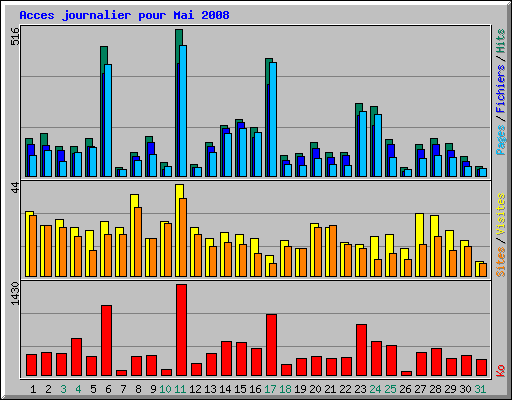 Acces journalier pour Mai 2008
516
Pages / Fichiers / Hits
44
Sites / Visites
1430
Ko
1 2 3 4 5 6 7 8 9 10 11 12 13 14 15 16 17 18 19 20 21 22 23 24 25 26 27 28 29 30 31